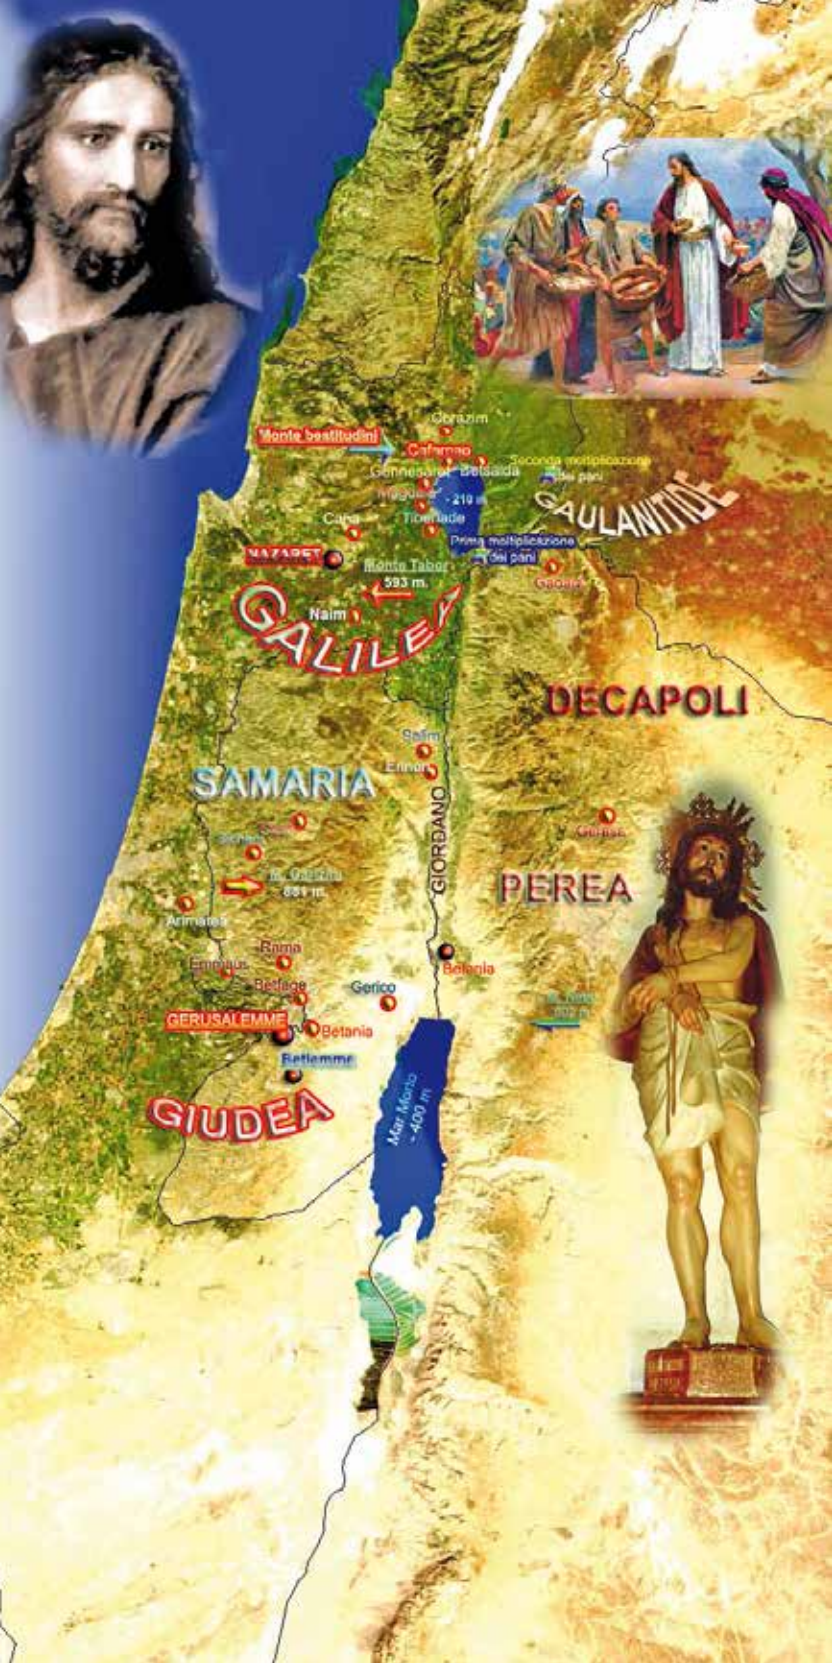 Corazim
Monte beatitudini
Cafarnao
Gennesaret
Betsaida
Seconda moltiplicazione
dei pani
Magdala
- 210 m
GAULANITIDE
Tiberiade
Cana
Prima moltiplicazione
dei pani
NAZARET
Monte Tabor
593 m.
Gadara
Naim
GALILEA
DECAPOLI
Salim
Ennon
SAMARIA
GIORDANO
Gerasa
Sichem
881 m.
PEREA
Arimatea
Rama
Emmaus
Betania
Betfage
Gerico
GERUSALEMME
Betania
Betlemme
GIUDEA
Mar Morto
- 400 m